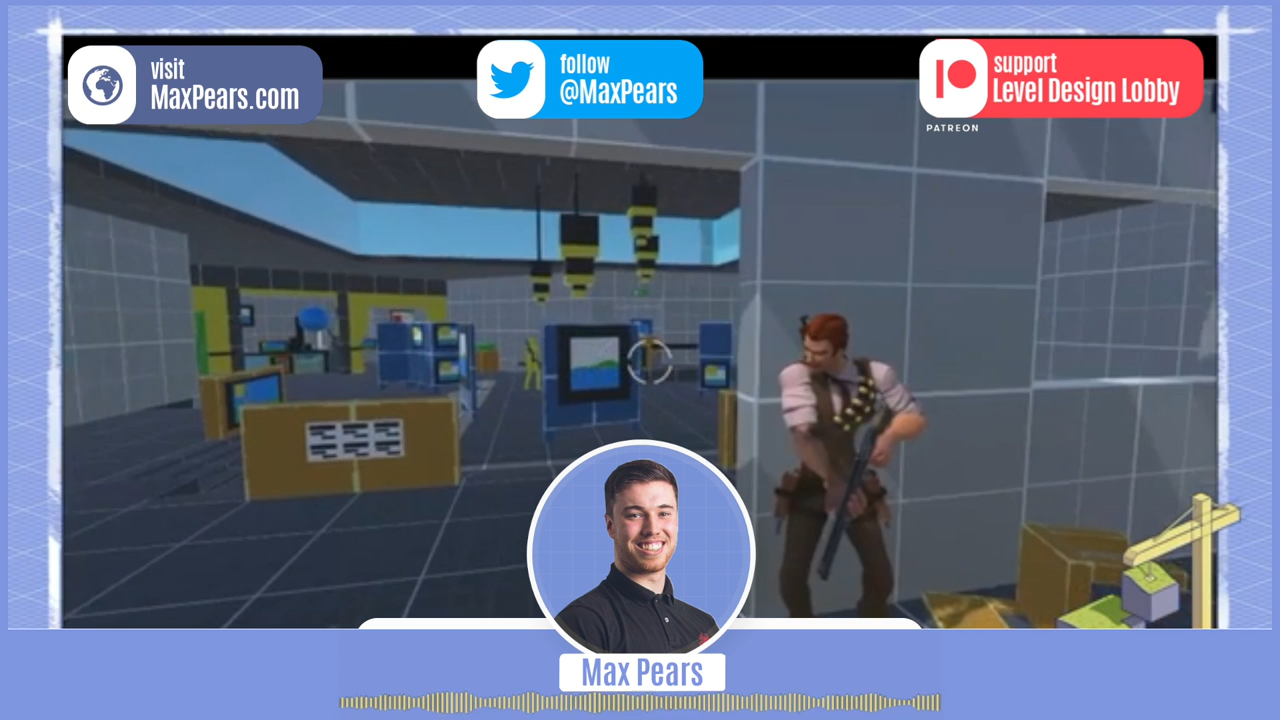 visit
MaxPears.com
follow
@MaxPears
support
Level Design Lobby
PATREON
Max Pears